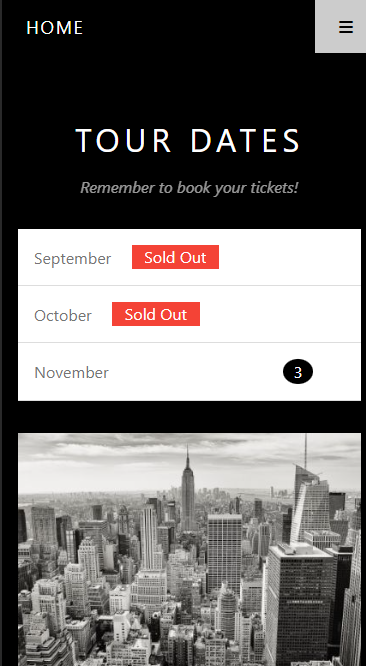 HOME
TOUR DATES
Remember to book your tickets!
September Sold Out
October Sold Out
November 3